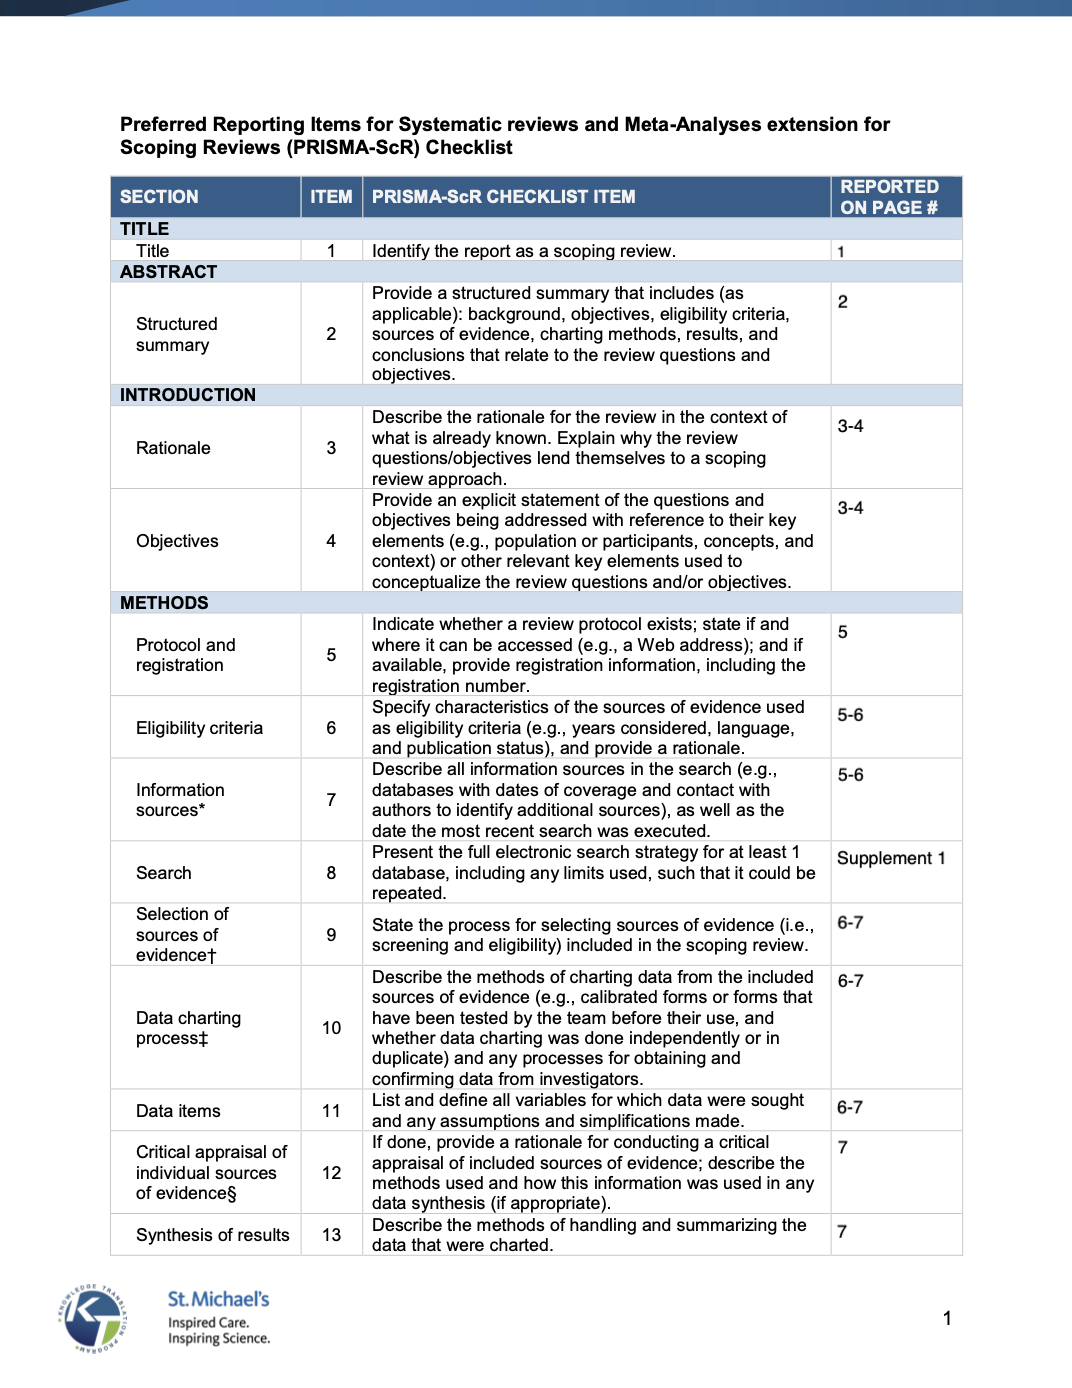 Preferred Reporting Items for Systematic reviews and Meta-Analyses extension for
Scoping Reviews (PRISMA-ScR) Checklist
SECTION ITEM PRISMA-ScR CHECKLIST ITEM REPORTED ON PAGE #
TITLE
Title 1 Identify the report as a scoping review. 1
ABSTRACT
Structured summary 2 Provide a structured summary that includes (as
applicable): background, objectives, eligibility criteria,
sources of evidence, charting methods, results, and
conclusions that relate to the review questions and
objectives. 2
INTRODUCTION
Rationale 3 Describe the rationale for the review in the context of
what is already known. Explain why the review
questions/objectives lend themselves to a scoping
review approach. 3-4
Objectives 4 Provide an explicit statement of the questions and
objectives being addressed with reference to their key
elements (e.g., population or participants, concepts, and
context) or other relevant key elements used to
conceptualize the review questions and/or objectives. 3-4
METHODS
Protocol and registration 5 Indicate whether a review protocol exists; state if and
where it can be accessed (e.g., a Web address); and if
available, provide registration information, including the
registration number. 5
Eligibility criteria 6 Specify characteristics of the sources of evidence used
as eligibility criteria (e.g., years considered, language,
and publication status), and provide a rationale. 5-6
Information sources* 7 Describe all information sources in the search (e.g.,
databases with dates of coverage and contact with
authors to identify additional sources), as well as the
date the most recent search was executed. 5-6
Search 8 Present the full electronic search strategy for at least 1
database, including any limits used, such that it could be
repeated. Supplement 1
Selection of sources of evidence† 9 State the process for selecting sources of evidence (i.e.,
screening and eligibility) included in the scoping review. 6-7
Data charting process‡ 10 Describe the methods of charting data from the included
sources of evidence (e.g., calibrated forms or forms that
have been tested by the team before their use, and
whether data charting was done independently or in
duplicate) and any processes for obtaining and
confirming data from investigators. 6-7
Data items 11 List and define all variables for which data were sought
and any assumptions and simplifications made. 6-7
Critical appraisal of individual sources of evidence§ 12 If done, provide a rationale for conducting a critical
appraisal of included sources of evidence; describe the
methods used and how this information was used in any
data synthesis (if appropriate). 7
Synthesis of results 13 Describe the methods of handling and summarizing the
data that were charted. 7
KNOWLEDGE TRANSLATION PROGRAM
KT
St. Michael's
Inspired Care.
Inspiring Science.
1